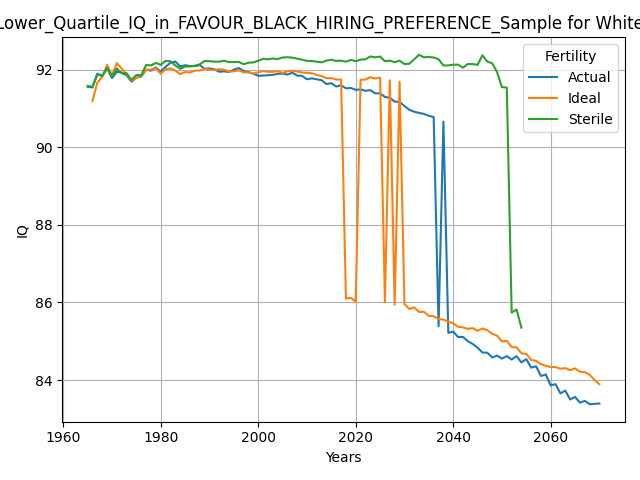 Lower_Quartile_IQ_in_FAVOUR_BLACK_HIRING_PREFERENCE_Sample for White
Fertility
Actual
Ideal
Sterile
IQ
92
90
88
86
84
1960
1980
2000
2020
2040
2060
Years